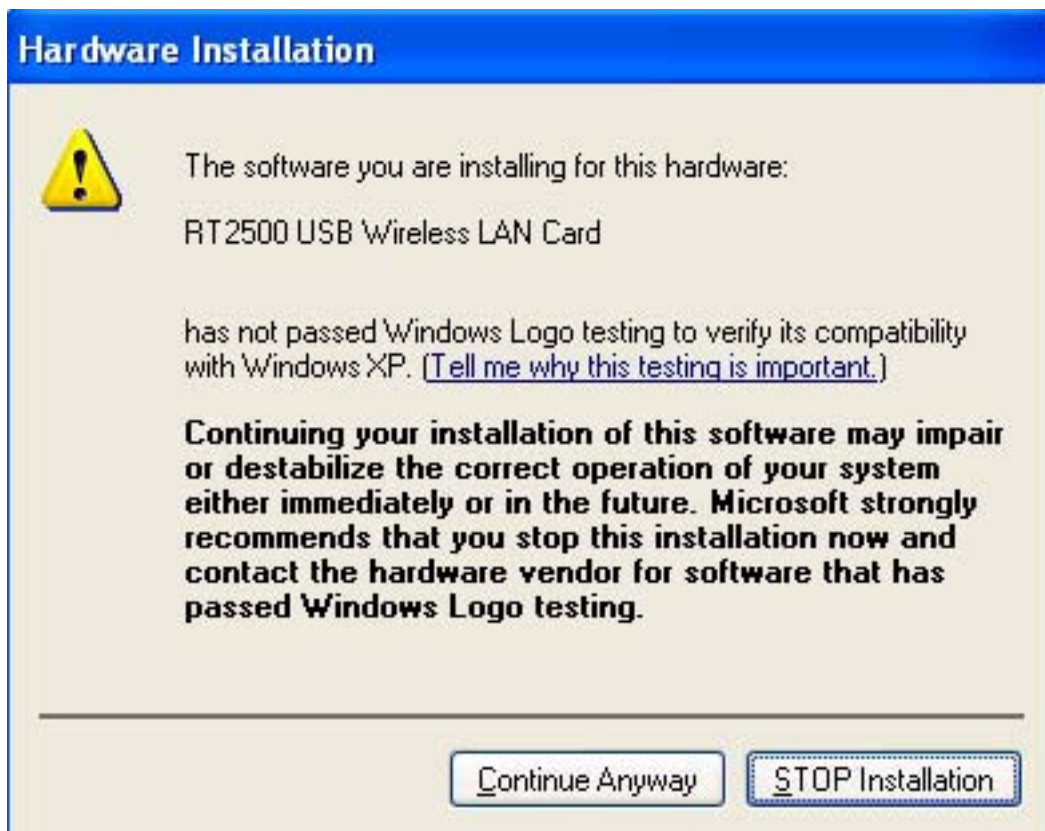 Hardware Installation
The software you are installing for this hardware:
RT2500 USB Wireless LAN Card
has not passed Windows Logo testing to verify its compatibility
with Windows XP. (Tell me why this testing is important.)
Continuing your installation of this software may impair
or destabilize the correct operation of your system
either immediately or in the future. Microsoft strongly
recommends that you stop this installation now and
contact the hardware vendor for software that has
passed Windows Logo testing.
Continue Anyway
STOP Installation